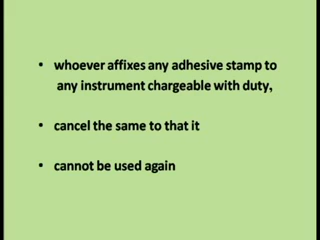 • whoever affixes any adhesive stamp to
any instrument chargeable with duty,
• cancel the same to that it
• cannot be used again